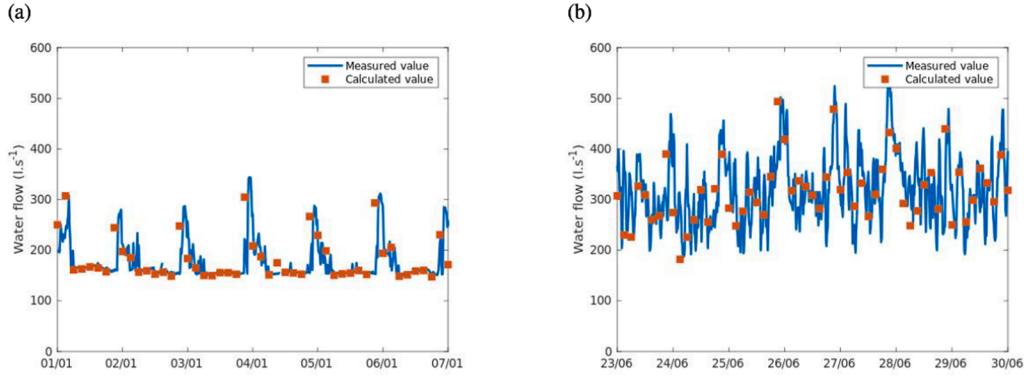 (a)
(b)
600
500
400
300
200
100
0
Water flow (l.s-1)
Measured value
Calculated value
01/01 02/01 03/01 04/01 05/01 06/01 07/01
600
500
400
300
200
100
0
Water flow (l.s-1)
Measured value
Calculated value
23/06 24/06 25/06 26/06 27/06 28/06 29/06 30/06